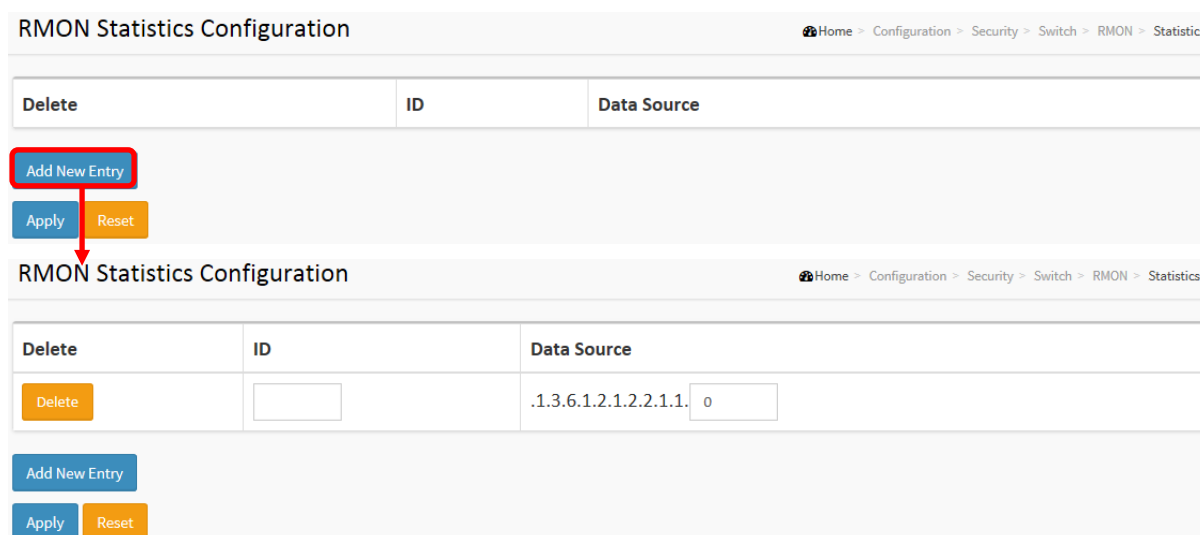 RMON Statistics Configuration
Home > Configuration > Security > Switch > RMON > Statistic
Delete ID Data Source
Add New Entry
Apply Reset
RMON Statistics Configuration
Home > Configuration > Security > Switch > RMON > Statistics
Delete ID Data Source
Delete .1.3.6.1.2.1.2.2.1.1. 0
Add New Entry
Apply Reset